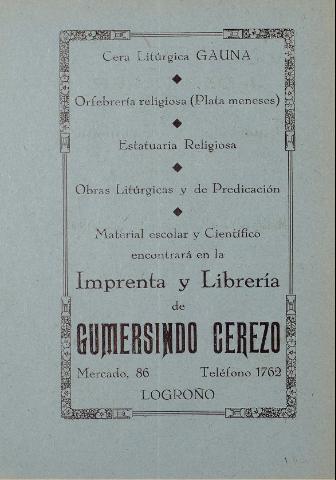 Cera Litúrgica GAUNA
Orfebrería religiosa (Plata meneses)
Estatuaria Religiosa
Obras Litúrgicas y de Predicación
Material escolar y Científico
encontrará en la
Imprenta y Librería
de
GUMERSINDO CEREZO
Mercado, 86 Teléfono 1762
LOGROÑO